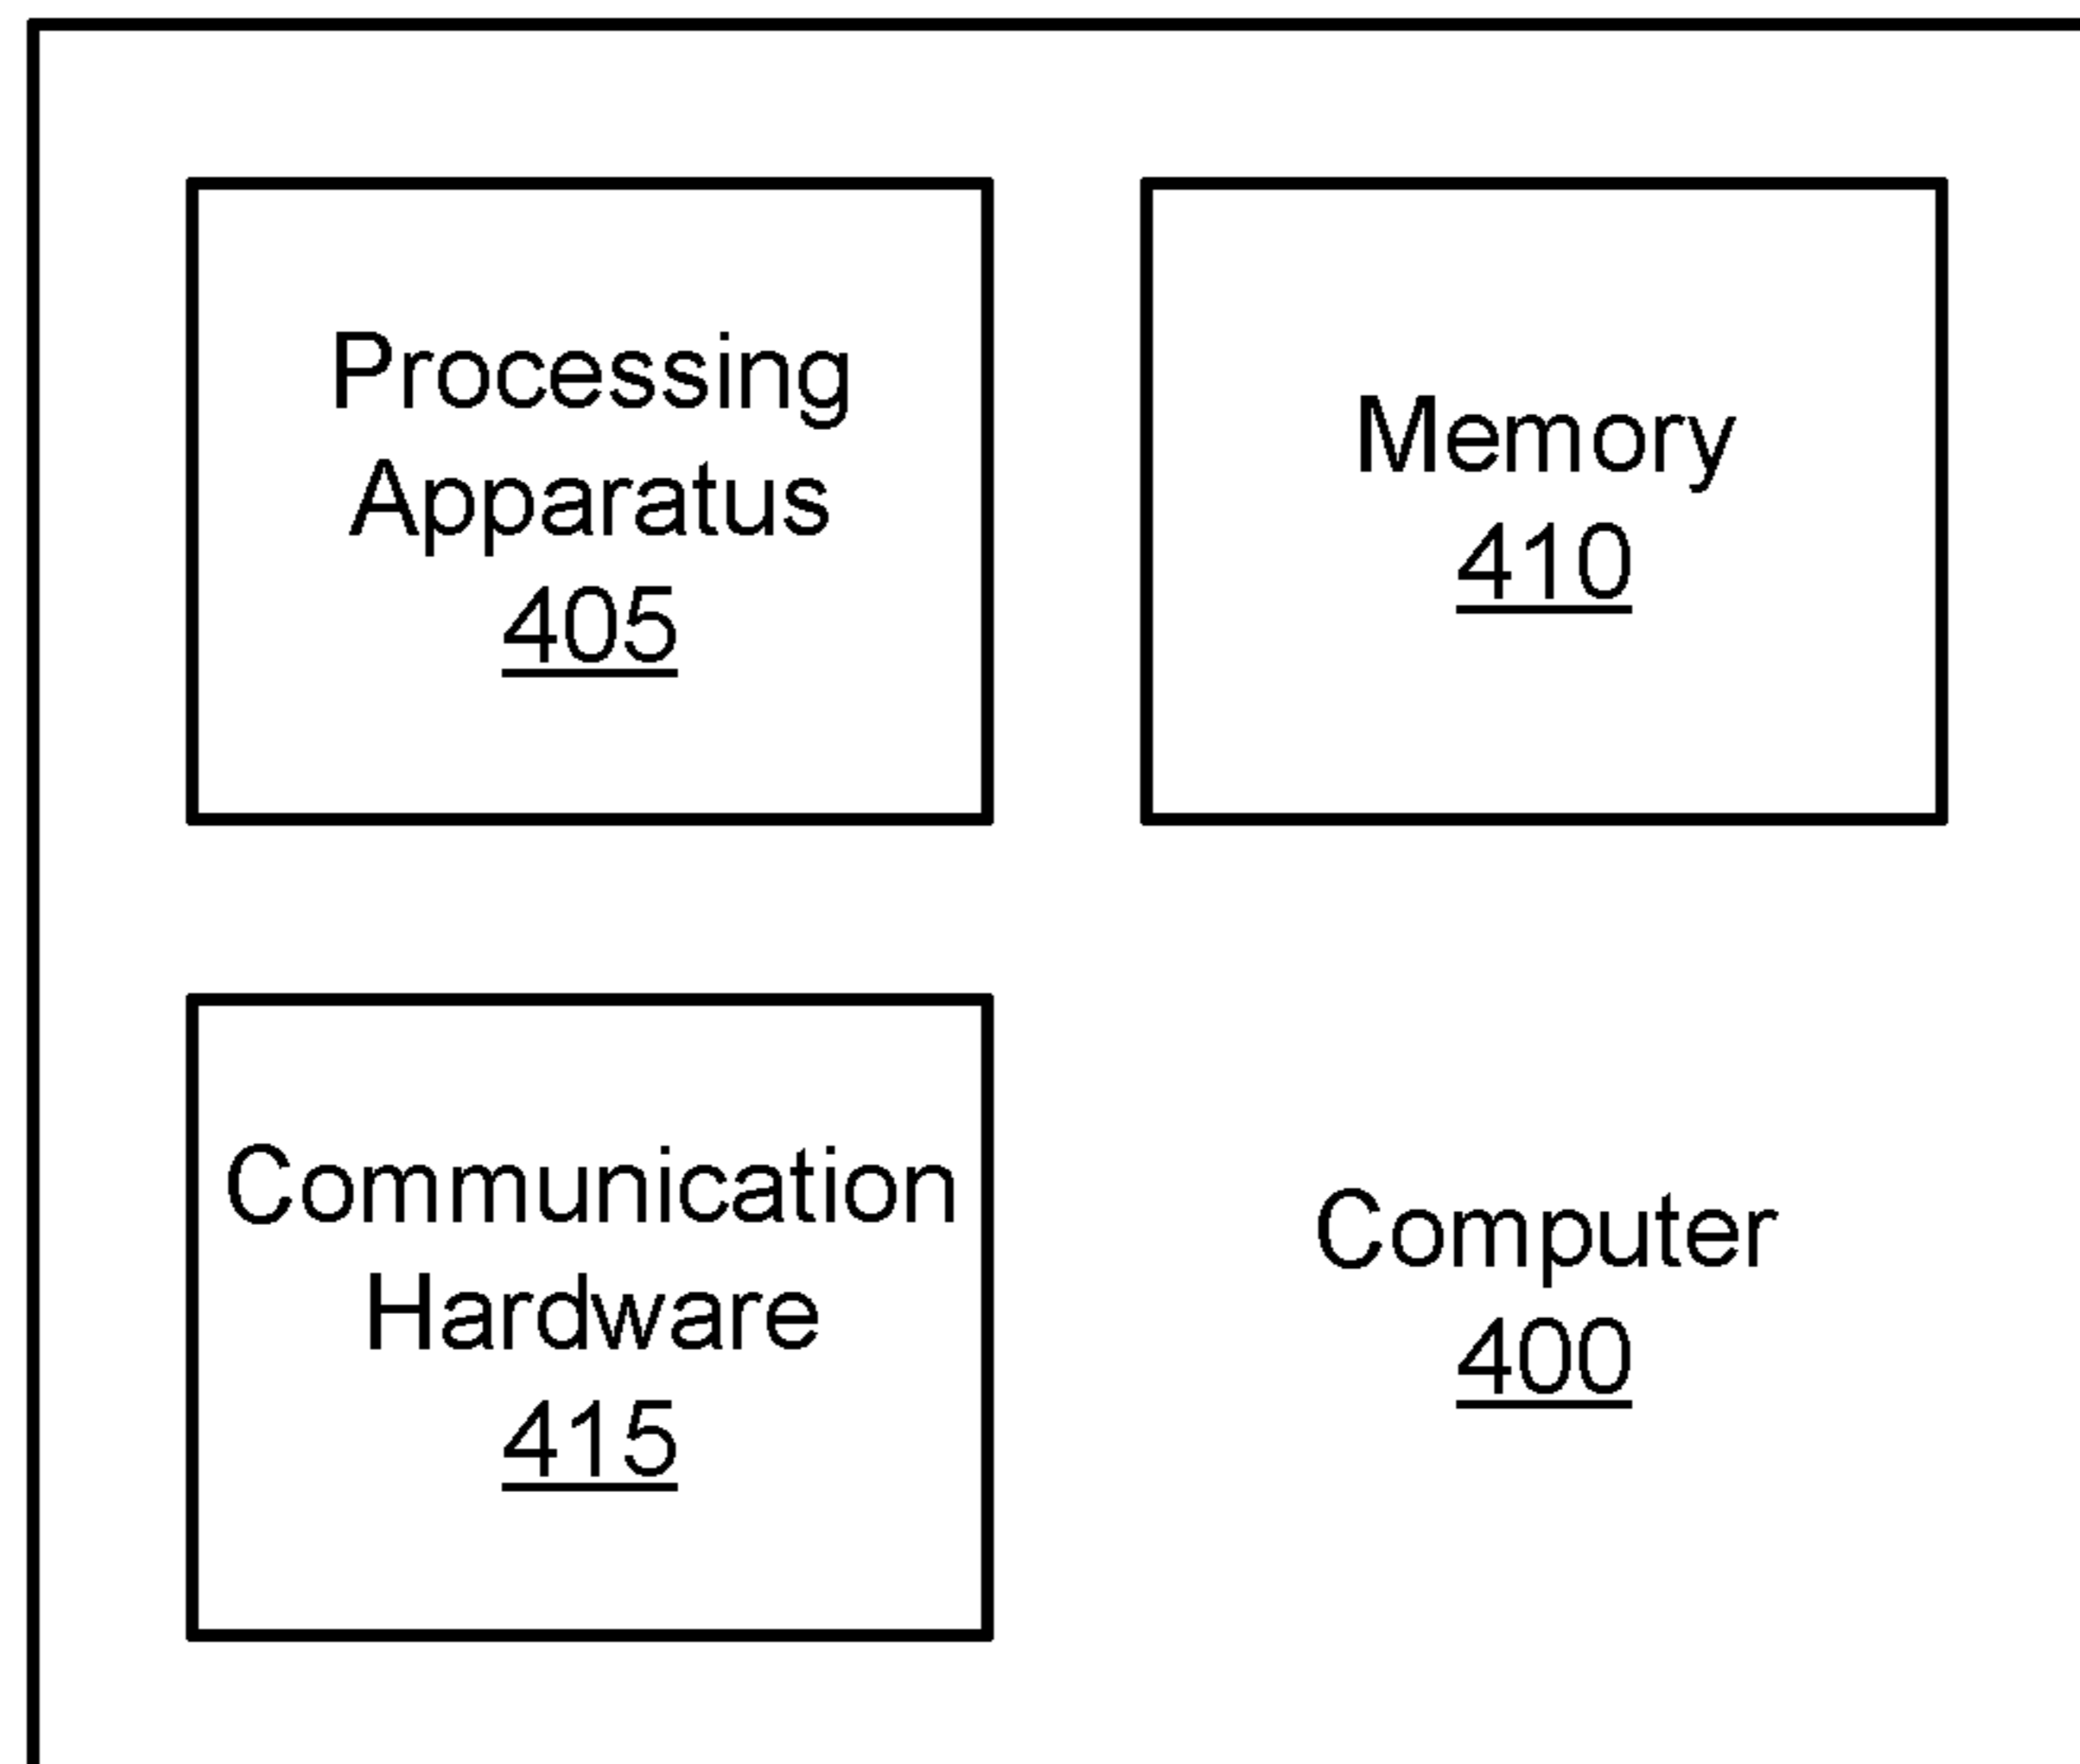 Processing
Apparatus
405
Memory
410
Communication
Hardware
415
Computer
400